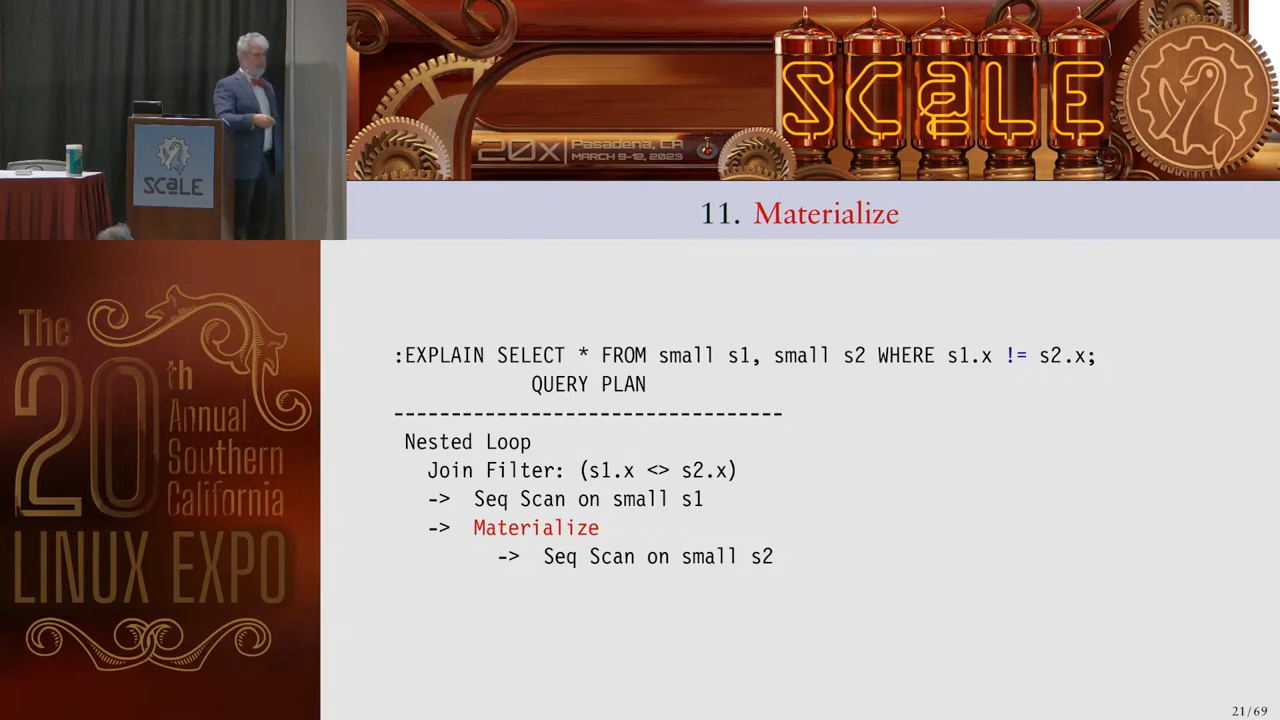 SCALE
20x
Pasadena, CA
MARCH 9-12, 2023
SCALE
11. Materialize
The
20th
Annual
Southern
California
LINUX EXPO
:EXPLAIN SELECT * FROM small s1, small s2 WHERE s1.x != s2.x;
QUERY PLAN
----------------------------------
Nested Loop
Join Filter: (s1.x <> s2.x)
-> Seq Scan on small s1
-> Materialize
-> Seq Scan on small s2
21/69